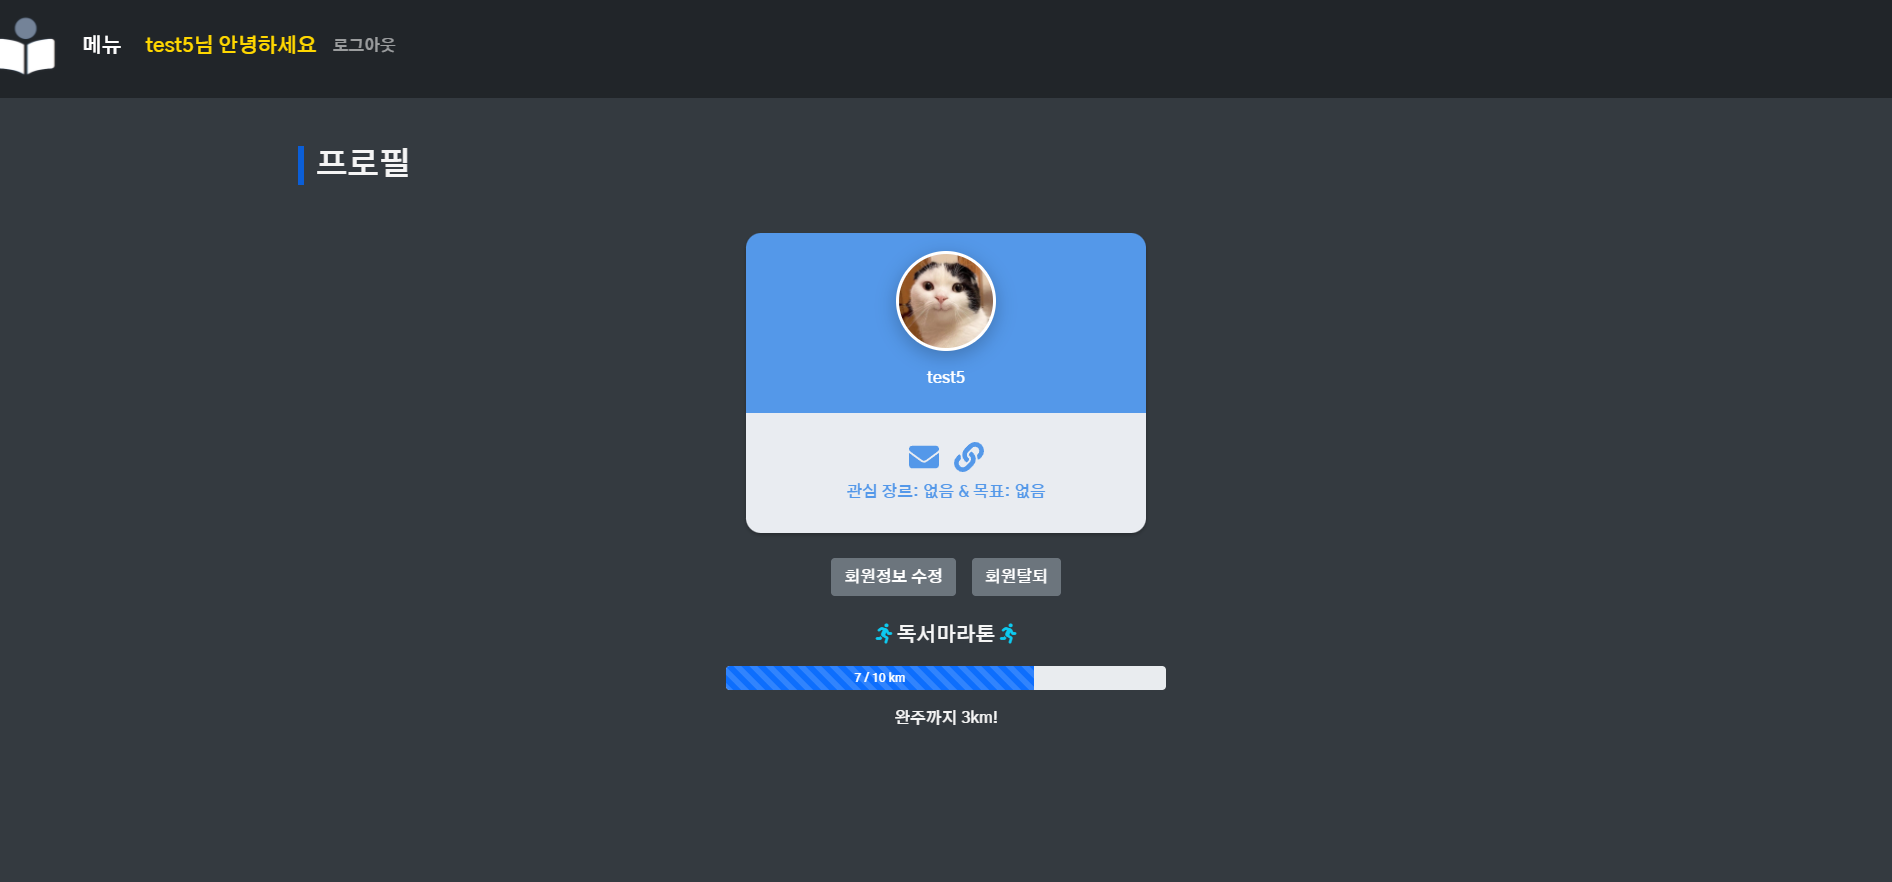 메뉴 test5님 안녕하세요 로그아웃
프로필
test5
관심 장르: 없음 & 목표: 없음
회원정보 수정 회원탈퇴
독서마라톤
7 / 10 km
완주까지 3km!